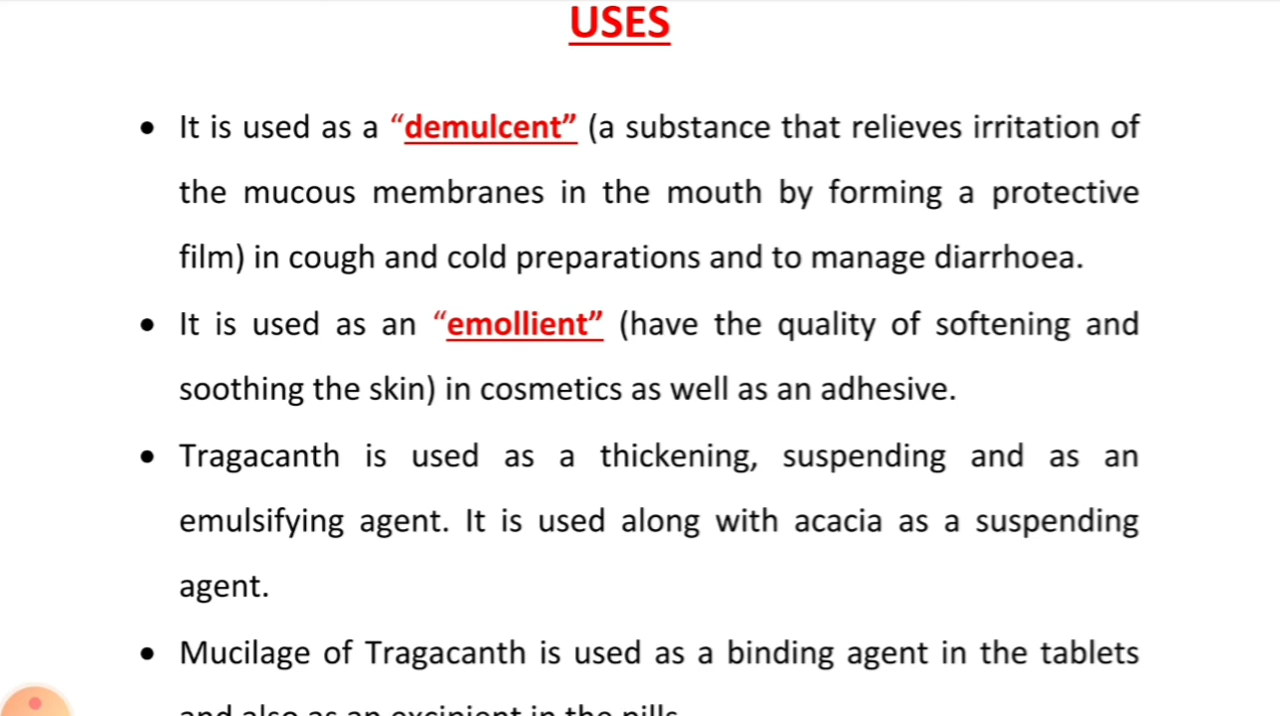 USES
• It is used as a “demulcent” (a substance that relieves irritation of
the mucous membranes in the mouth by forming a protective
film) in cough and cold preparations and to manage diarrhoea.
• It is used as an “emollient” (have the quality of softening and
soothing the skin) in cosmetics as well as an adhesive.
• Tragacanth is used as a thickening, suspending and as an
emulsifying agent. It is used along with acacia as a suspending
agent.
• Mucilage of Tragacanth is used as a binding agent in the tablets
and also as an excipient in the pills.